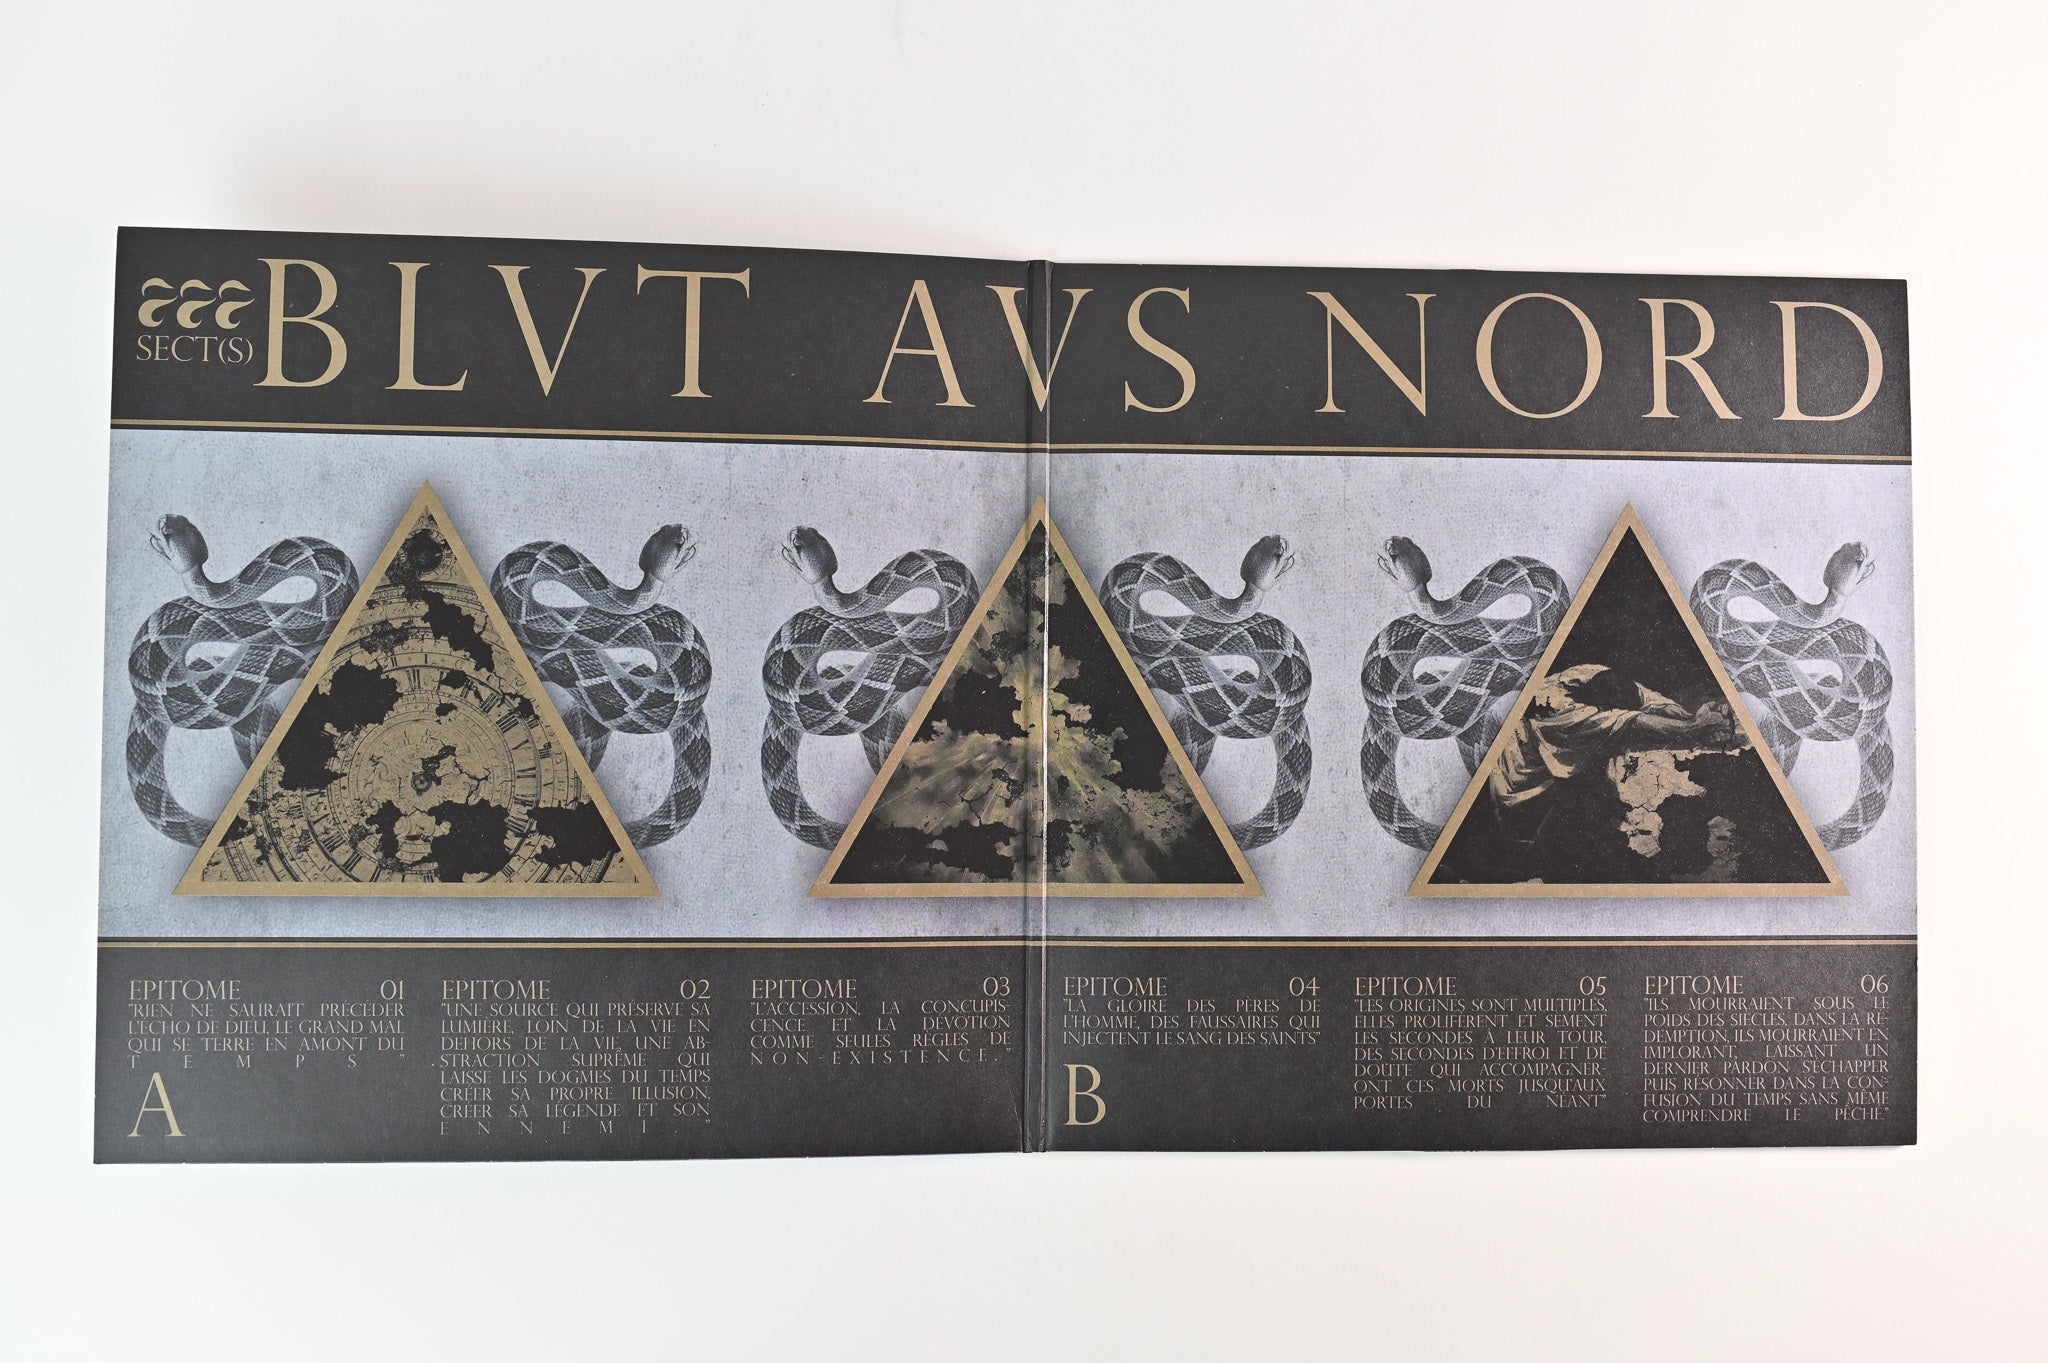 777
SECT(S)
BLVT AVS NORD
EPITOME 01
"RIEN NE SAURAIT PRÉCÉDER
L'ÉCHO DE DIEU, LE GRAND MAL
QUI SE TERRE EN AMONT DU
TEMPS."
A
EPITOME 02
"UNE SOURCE QUI PRÉSERVE SA
LUMIÈRE, LOIN DE LA VIE EN
DEHORS DE LA VIE, UNE AB-
STRACTION SUPRÊME QUI
LAISSE LES DOGMES DU TEMPS
CRÉER SA PROPRE ILLUSION,
CRÉER SA LÉGENDE ET SON
ENNEMI."
EPITOME 03
"L'ACCESSION, LA CONCUPIS-
CENCE ET LA DÉVOTION
COMME SEULES RÈGLES DE
NON-EXISTENCE."
EPITOME 04
"LA GLOIRE DES PÈRES DE
L'HOMME, DES FAUSSAIRES QUI
INJECTENT LE SANG DES SAINTS"
B
EPITOME 05
"LES ORIGINES SONT MULTIPLES,
ELLES PROLIFÈRENT ET SÈMENT
LES SECONDES À LEUR TOUR,
DES SECONDES D'EFFROI ET DE
DOUTE QUI ACCOMPAGNER-
ONT CES MORTS JUSQU'AUX
PORTES DU NÉANT"
EPITOME 06
"ILS MOURRAIENT SOUS LE
POIDS DES SIÈCLES, DANS LA RÉ-
DEMPTION, ILS MOURRAIENT EN
IMPLORANT, LAISSANT UN
DERNIER PARDON S'ÉCHAPPER
PUIS RÉSONNER DANS LA CON-
FUSION DU TEMPS SANS MÊME
COMPRENDRE LE PÊCHÉ."